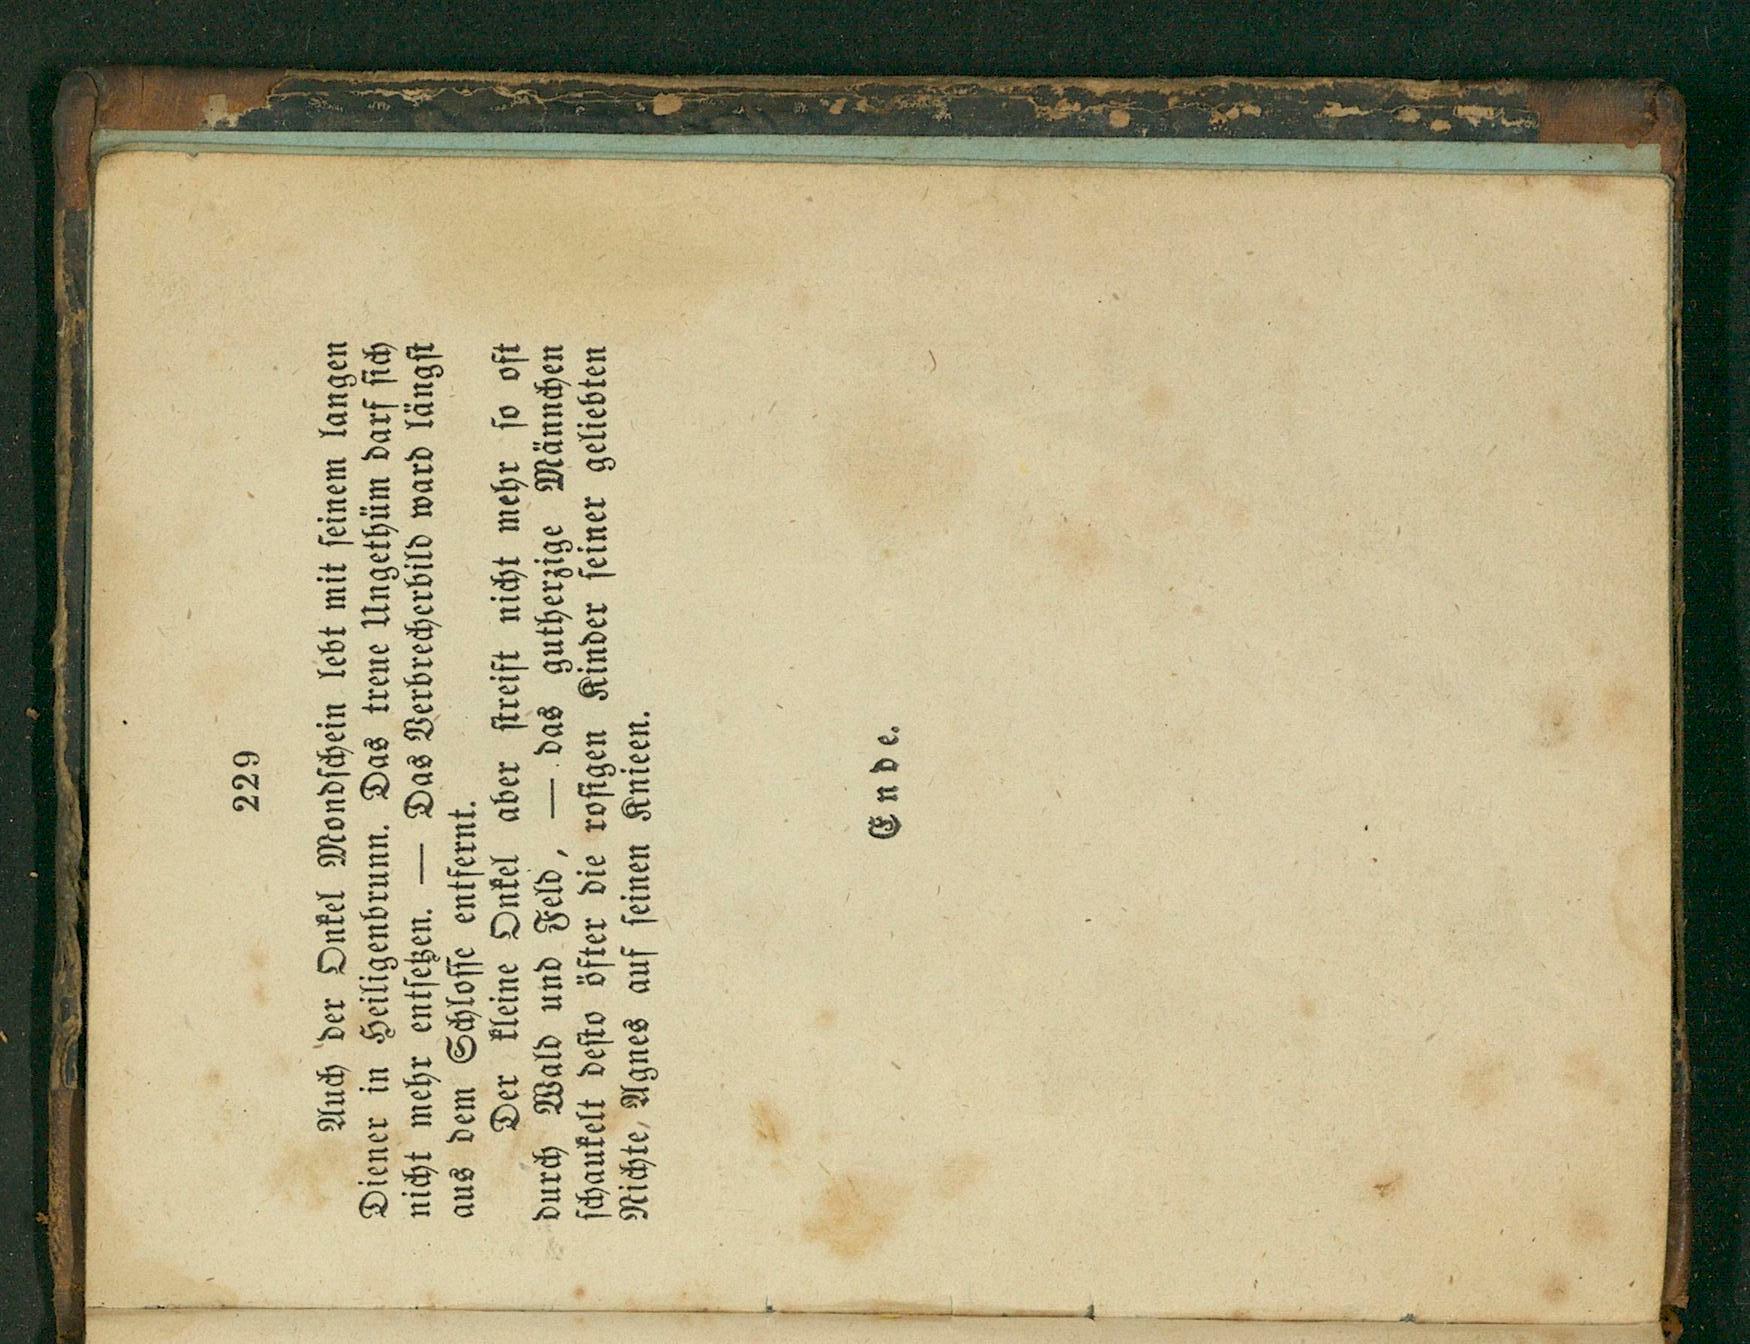 229
Auch der Onkel Mondschein lebt mit seinem langen
Diener in Heiligenbrunn. Das treue Ungethüm darf sich
nicht mehr entsetzen. — Das Verbrecherbild ward längst
aus dem Schlosse entfernt.
Der kleine Onkel aber streift nicht mehr so oft
durch Wald und Feld, — das gutherzige Männchen
schaukelt desto öfter die rosigen Kinder seiner geliebten
Nichte, Agnes auf seinen Knieen.
Ende.